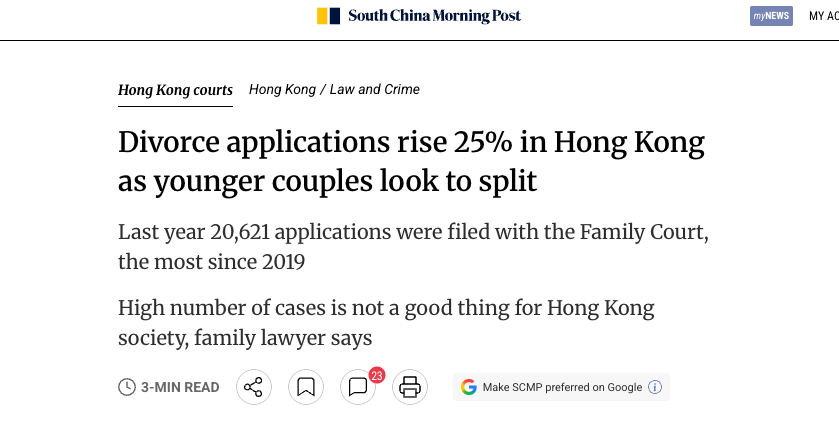 South China Morning Post
myNEWS
MY AC
Hong Kong courts Hong Kong / Law and Crime
Divorce applications rise 25% in Hong Kong
as younger couples look to split
Last year 20,621 applications were filed with the Family Court,
the most since 2019
High number of cases is not a good thing for Hong Kong
society, family lawyer says
3-MIN READ
23
Make SCMP preferred on Google